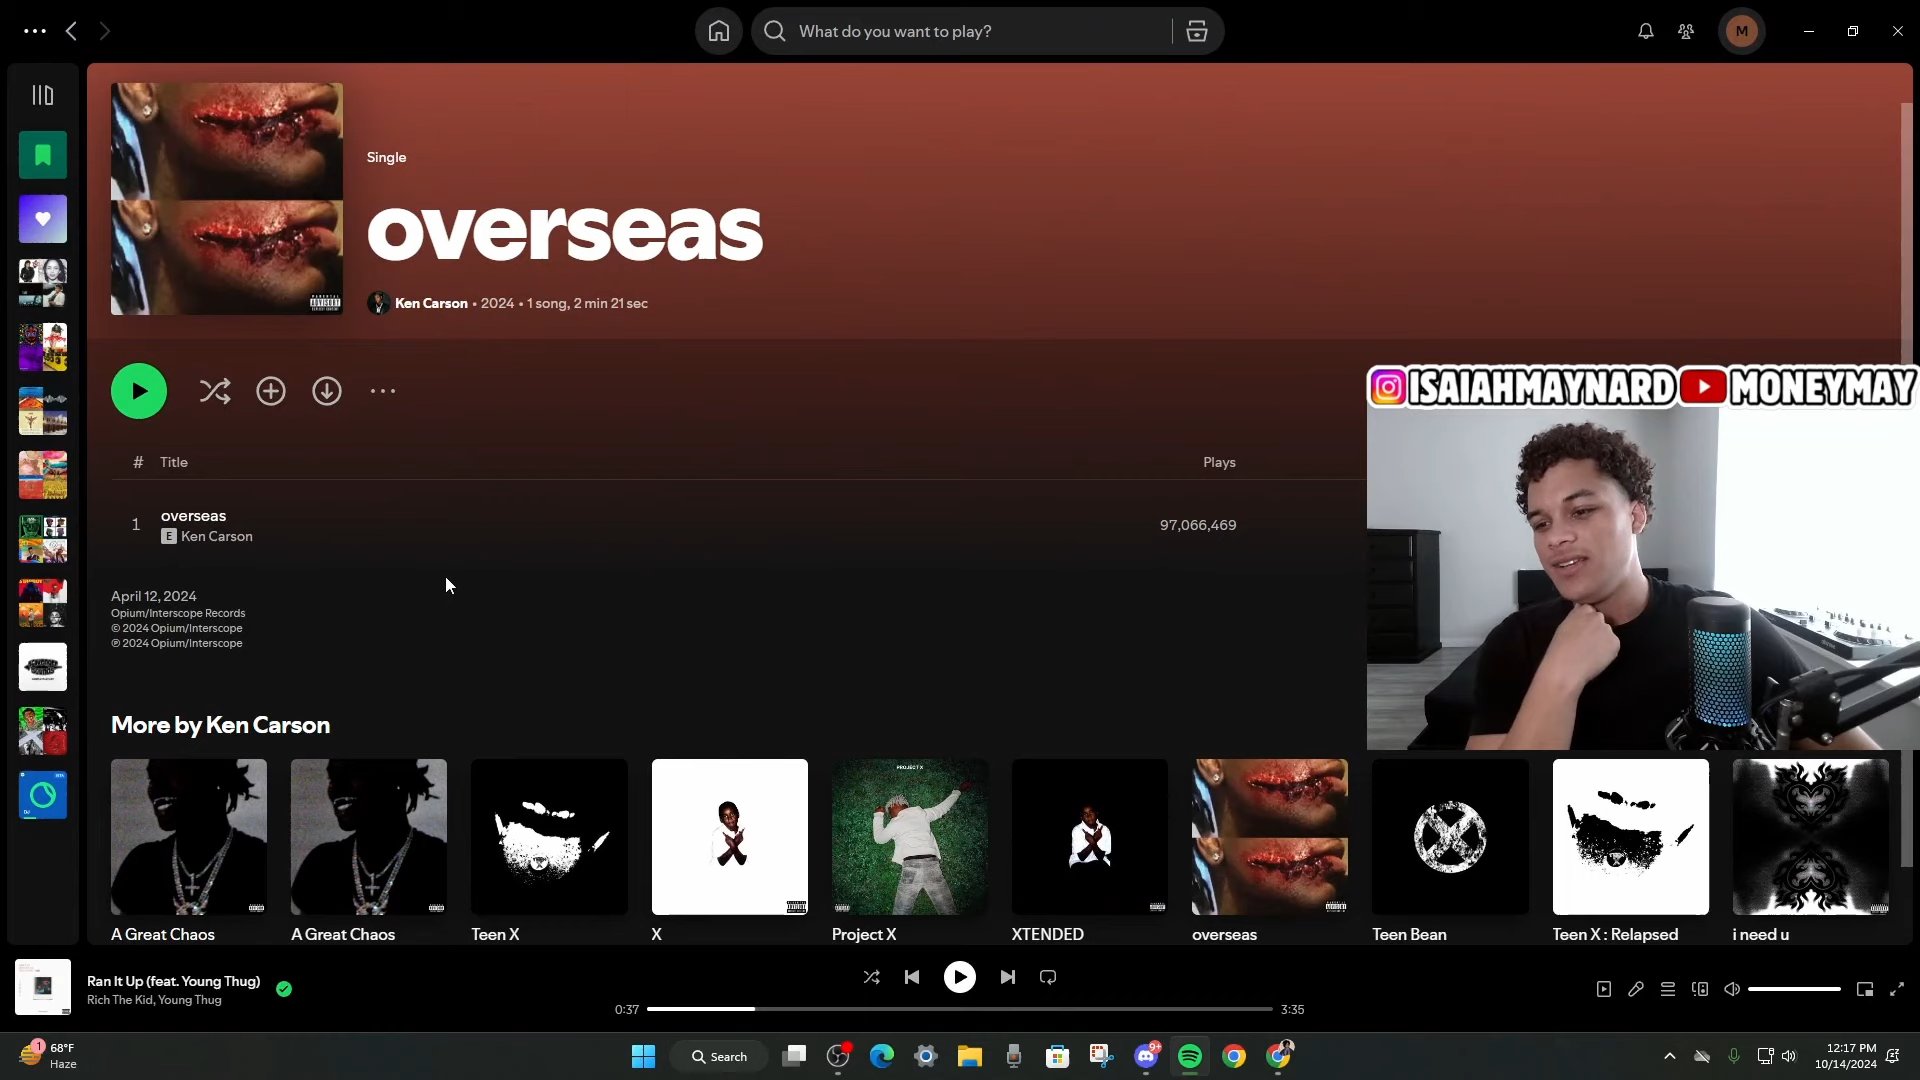 What do you want to play?
M
Single
overseas
Ken Carson • 2024 • 1 song, 2 min 21 sec
ISAIAHMAYNARD MONEYMAY
# Title Plays
1 overseas 97,066,469
E Ken Carson
April 12, 2024
Opium/Interscope Records
© 2024 Opium/Interscope
℗ 2024 Opium/Interscope
More by Ken Carson
PROJECT X
A Great Chaos
A Great Chaos
Teen X
X
Project X
XTENDED
overseas
Teen Bean
Teen X : Relapsed
i need u
Ran It Up (feat. Young Thug)
Rich The Kid, Young Thug
0:37
3:35
1
68°F
Haze
Search
9+
12:17 PM
10/14/2024